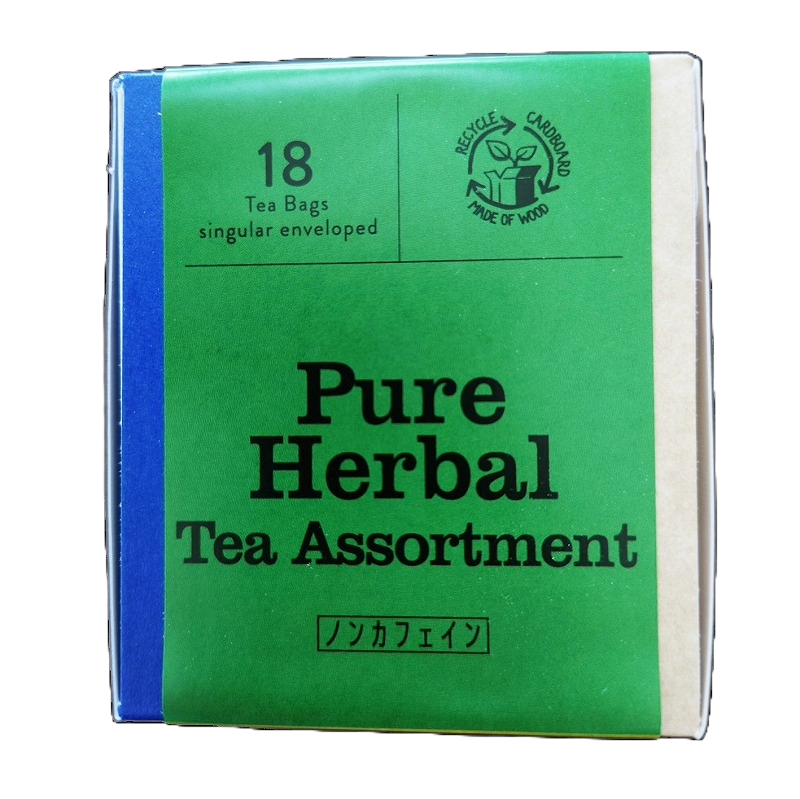 18
Tea Bags
singular enveloped
RECYCLE CARDBOARD
MADE OF WOOD
Pure
Herbal
Tea Assortment
ノンカフェイン